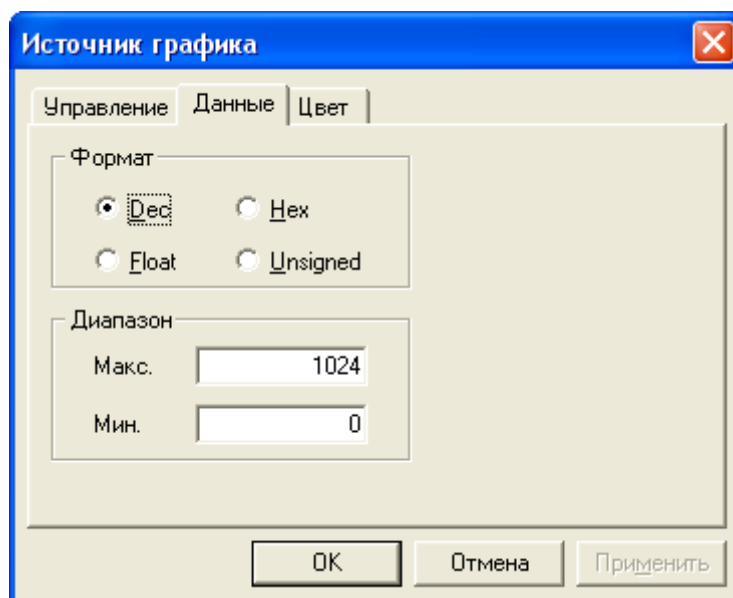 Источник графика
Управление Данные Цвет
Формат
Dec Hex
Float Unsigned
Диапазон
Макс. 1024
Мин. 0
OK Отмена Применить